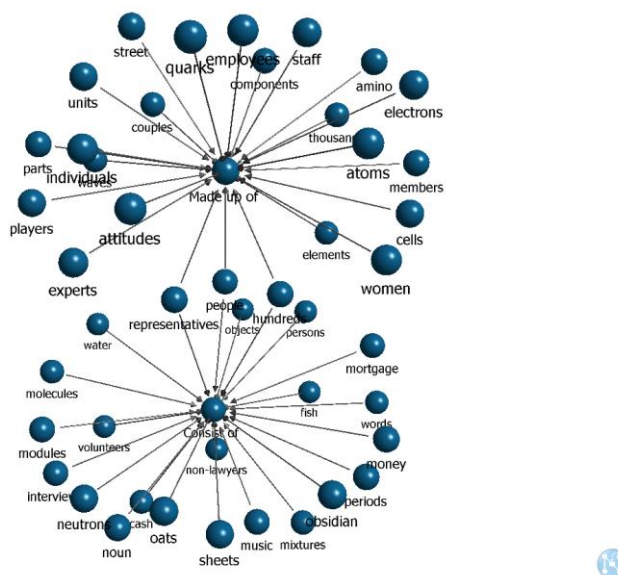 street
quarks
employees
staff
components
amino
electrons
units
couples
thousan
parts
waves
individuals
atoms
members
Made up of
players
attitudes
cells
elements
experts
women
people
representatives
hundreds
objects
persons
water
mortgage
molecules
fish
words
Consist of
volunteers
modules
non-lawyers
money
interview
periods
neutrons
cash
obsidian
noun
oats
sheets
music
mixtures